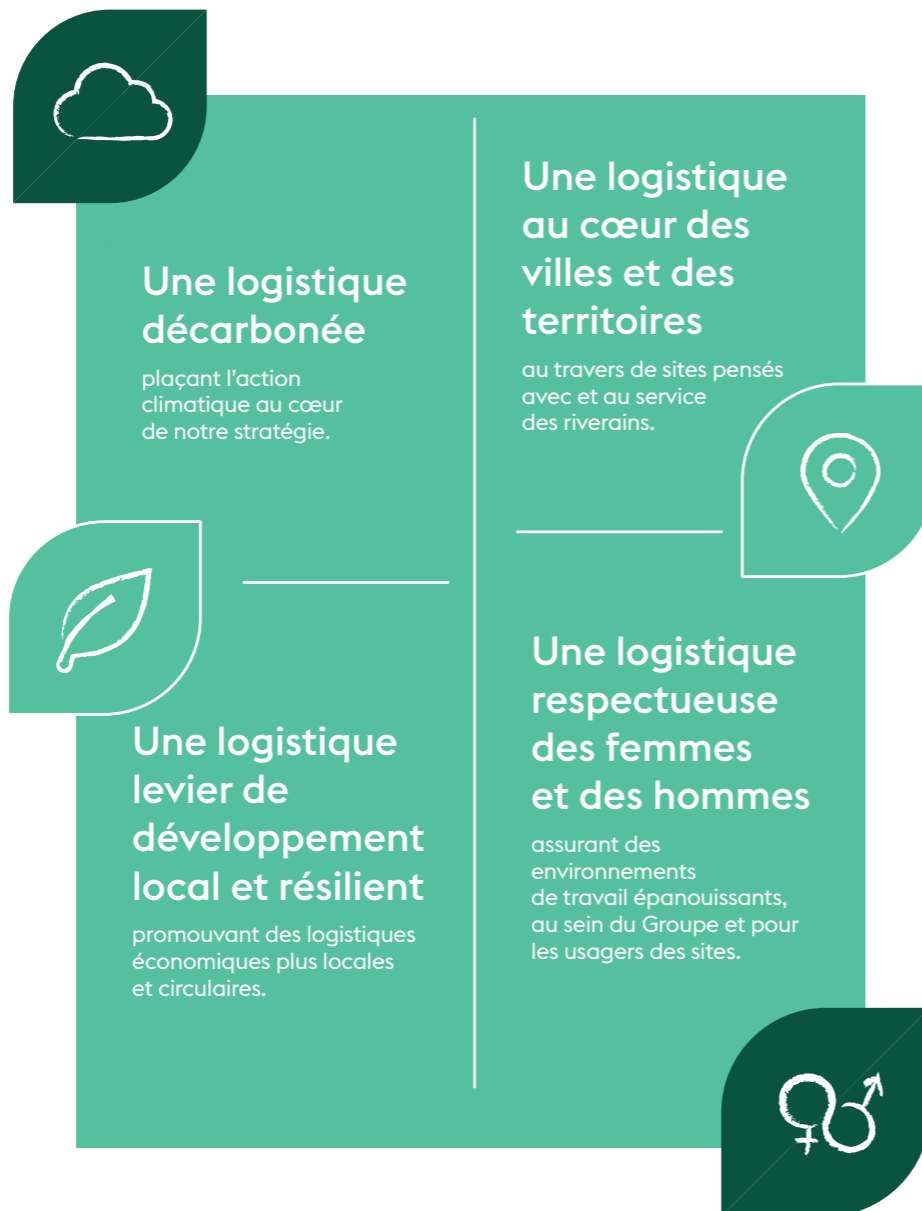 Une logistique
décarbonée
plaçant l’action
climatique au cœur
de notre stratégie.
Une logistique
au cœur des
villes et des
territoires
au travers de sites pensés
avec et au service
des riverains.
Une logistique
levier de
développement
local et résilient
promouvant des logistiques
économiques plus locales
et circulaires.
Une logistique
respectueuse
des femmes
et des hommes
assurant des
environnements
de travail épanouissants,
au sein du Groupe et pour
les usagers des sites.